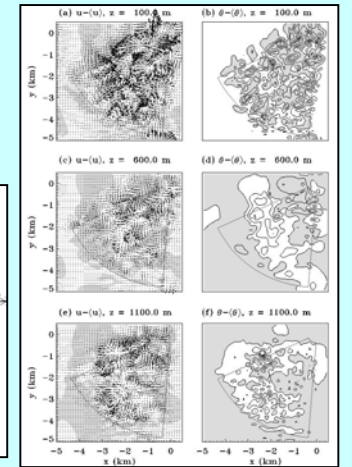 (a) u−⟨u⟩, z = 100.0 m
(b) θ−⟨θ⟩, z = 100.0 m
0
−1
−2
−3
−4
−5
y (km)
(c) u−⟨u⟩, z = 600.0 m
(d) θ−⟨θ⟩, z = 600.0 m
0
−1
−2
−3
−4
−5
y (km)
(e) u−⟨u⟩, z = 1100.0 m
(f) θ−⟨θ⟩, z = 1100.0 m
0
−1
−2
−3
−4
−5
y (km)
−5 −4 −3 −2 −1 0
−5 −4 −3 −2 −1 0
x (km)
x (km)